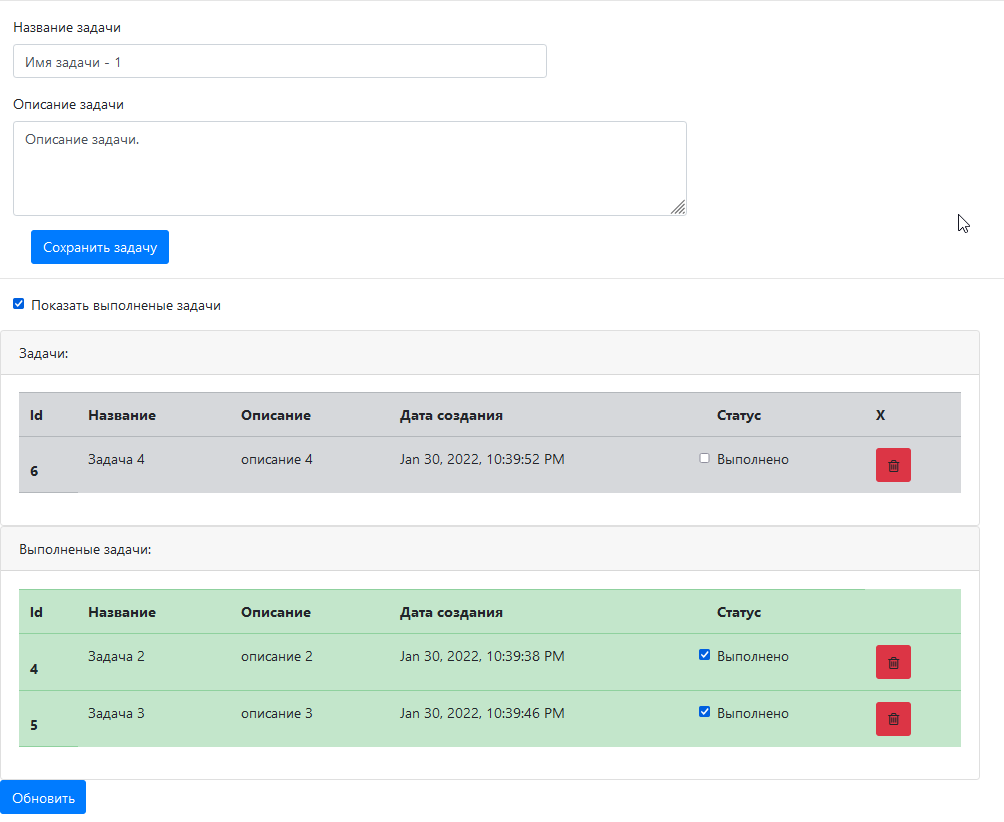 Название задачи
Имя задачи - 1
Описание задачи
Описание задачи.
Сохранить задачу
Показать выполненые задачи
Задачи:
Id Название Описание Дата создания Статус X
6 Задача 4 описание 4 Jan 30, 2022, 10:39:52 PM Выполнено
Выполненые задачи:
Id Название Описание Дата создания Статус
4 Задача 2 описание 2 Jan 30, 2022, 10:39:38 PM Выполнено
5 Задача 3 описание 3 Jan 30, 2022, 10:39:46 PM Выполнено
Обновить